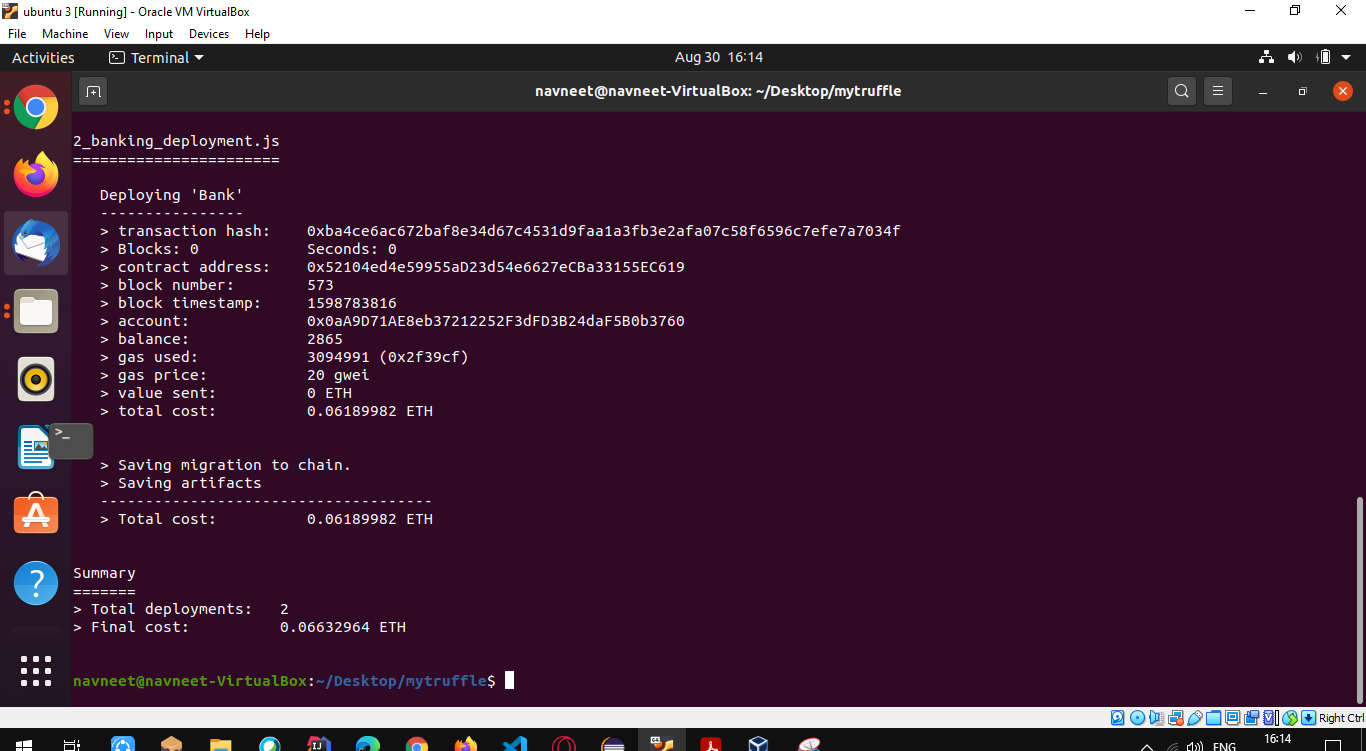 ubuntu 3 [Running] - Oracle VM VirtualBox
File Machine View Input Devices Help
Activities Terminal Aug 30 16:14
navneet@navneet-VirtualBox: ~/Desktop/mytruffle
2_banking_deployment.js
=======================
Deploying 'Bank'
----------------
> transaction hash: 0xba4ce6ac672baf8e34d67c4531d9faa1a3fb3e2afa07c58f6596c7efe7a7034f
> Blocks: 0 Seconds: 0
> contract address: 0x52104ed4e59955aD23d54e6627eCBa33155EC619
> block number: 573
> block timestamp: 1598783816
> account: 0x0aA9D71AE8eb37212252F3dFD3B24daF5B0b3760
> balance: 2865
> gas used: 3094991 (0x2f39cf)
> gas price: 20 gwei
> value sent: 0 ETH
> total cost: 0.06189982 ETH
> Saving migration to chain.
> Saving artifacts
-------------------------------------
> Total cost: 0.06189982 ETH
Summary
=======
> Total deployments: 2
> Final cost: 0.06632964 ETH
navneet@navneet-VirtualBox:~/Desktop/mytruffle$
Right Ctrl
ENG 16:14